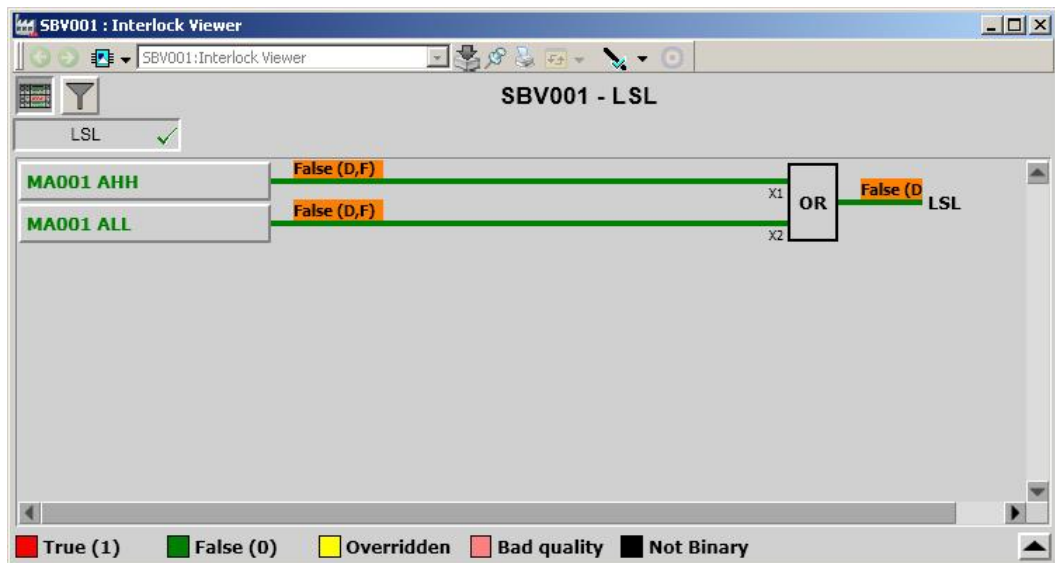 SBV001 : Interlock Viewer
SBV001:Interlock Viewer
SBV001 - LSL
LSL
MA001 AHH
False (D,F)
X1
MA001 ALL
False (D,F)
X2
OR
False (D
LSL
True (1) False (0) Overridden Bad quality Not Binary